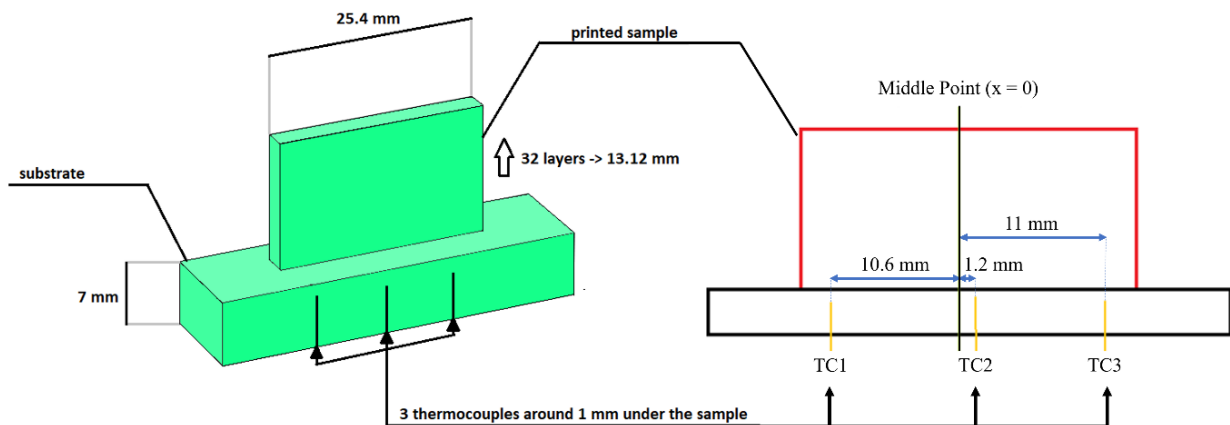 25.4 mm
printed sample
Middle Point (x = 0)
32 layers -> 13.12 mm
substrate
11 mm
10.6 mm
1.2 mm
7 mm
TC1
TC2
TC3
3 thermocouples around 1 mm under the sample